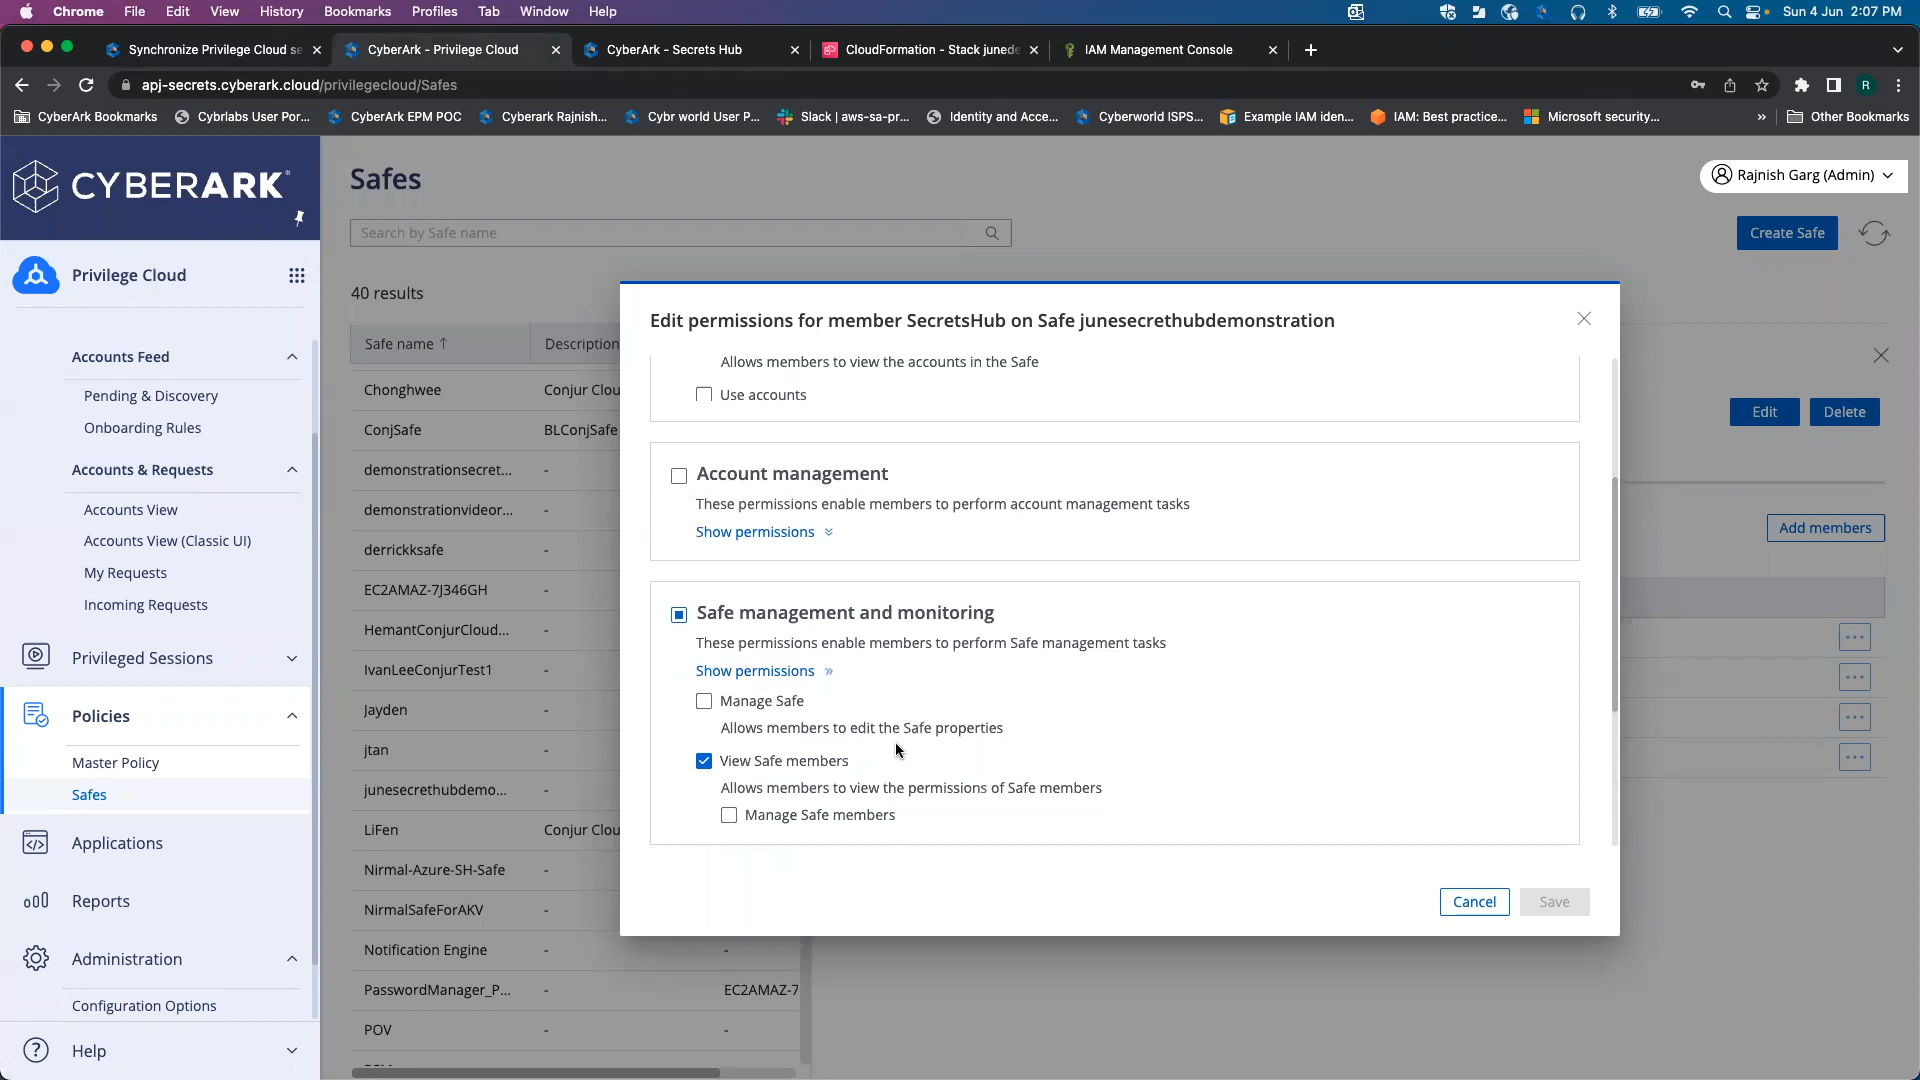 Chrome File Edit View History Bookmarks Profiles Tab Window Help Sun 4 Jun 2:07 PM
Synchronize Privilege Cloud se CyberArk - Privilege Cloud CyberArk - Secrets Hub CloudFormation - Stack junede IAM Management Console
apj-secrets.cyberark.cloud/privilegecloud/Safes R
CyberArk Bookmarks Cybrlabs User Por... CyberArk EPM POC Cyberark Rajnish... Cybr world User P... Slack | aws-sa-pr... Identity and Acce... Cyberworld ISPS... Example IAM iden... IAM: Best practice... Microsoft security... » Other Bookmarks
CYBERARK®
Privilege Cloud
Accounts Feed
Pending & Discovery
Onboarding Rules
Accounts & Requests
Accounts View
Accounts View (Classic UI)
My Requests
Incoming Requests
Privileged Sessions
Policies
Master Policy
Safes
Applications
Reports
Administration
Configuration Options
Help
Safes
Rajnish Garg (Admin)
Search by Safe name
Create Safe
40 results
Safe name ↑ Description
Chonghwee Conjur Clou
ConjSafe BLConjSafe
demonstrationsecret... -
demonstrationvideor... -
derrickksafe -
EC2AMAZ-7J346GH -
HemantConjurCloud... -
IvanLeeConjurTest1 -
Jayden -
jtan -
junesecrethubdemo... -
LiFen Conjur Clou
Nirmal-Azure-SH-Safe -
NirmalSafeForAKV -
Notification Engine - -
PasswordManager_P... - EC2AMAZ-7
POV - -
Edit Delete
Add members
Edit permissions for member SecretsHub on Safe junesecrethubdemonstration
Allows members to view the accounts in the Safe
Use accounts
Account management
These permissions enable members to perform account management tasks
Show permissions
Safe management and monitoring
These permissions enable members to perform Safe management tasks
Show permissions
Manage Safe
Allows members to edit the Safe properties
View Safe members
Allows members to view the permissions of Safe members
Manage Safe members
Cancel Save